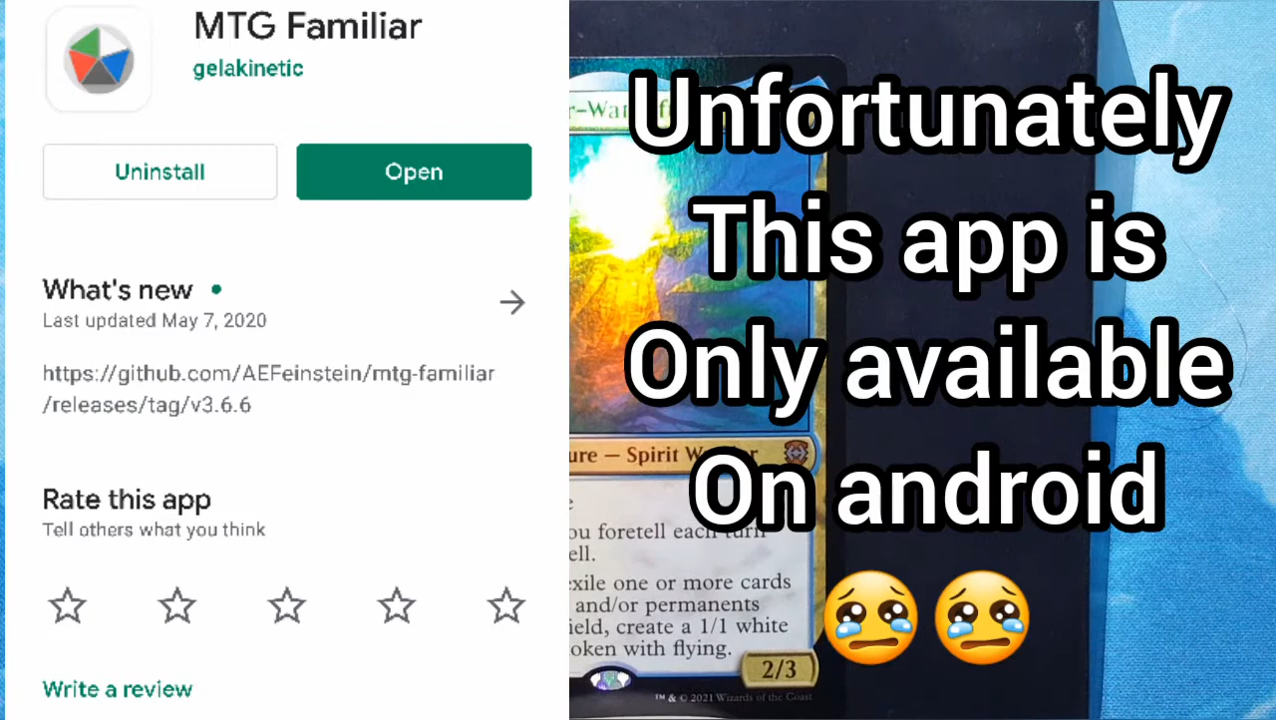 MTG Familiar
gelakinetic
Uninstall
Open
What's new
Last updated May 7, 2020
https://github.com/AEFeinstein/mtg-familiar
/releases/tag/v3.6.6
Rate this app
Tell others what you think
Write a review
Unfortunately
This app is
Only available
On android
ure — Spirit
ou foretell each turn
ell.
exile one or more cards
and/or permanents
ield, create a 1/1 white
oken with flying.
2/3
™ & © 2021 Wizards of the Coast